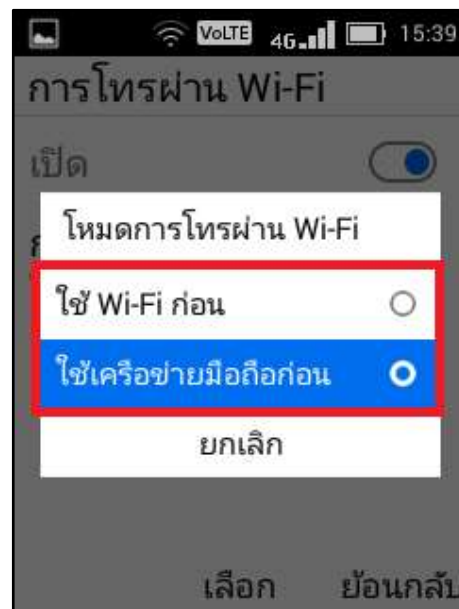 VoLTE 4G 15:39
การโทรผ่าน Wi-Fi
เปิด
โหมดการโทรผ่าน Wi-Fi
ใช้ Wi-Fi ก่อน
ใช้เครือข่ายมือถือก่อน
ยกเลิก
เลือก ย้อนกลับ